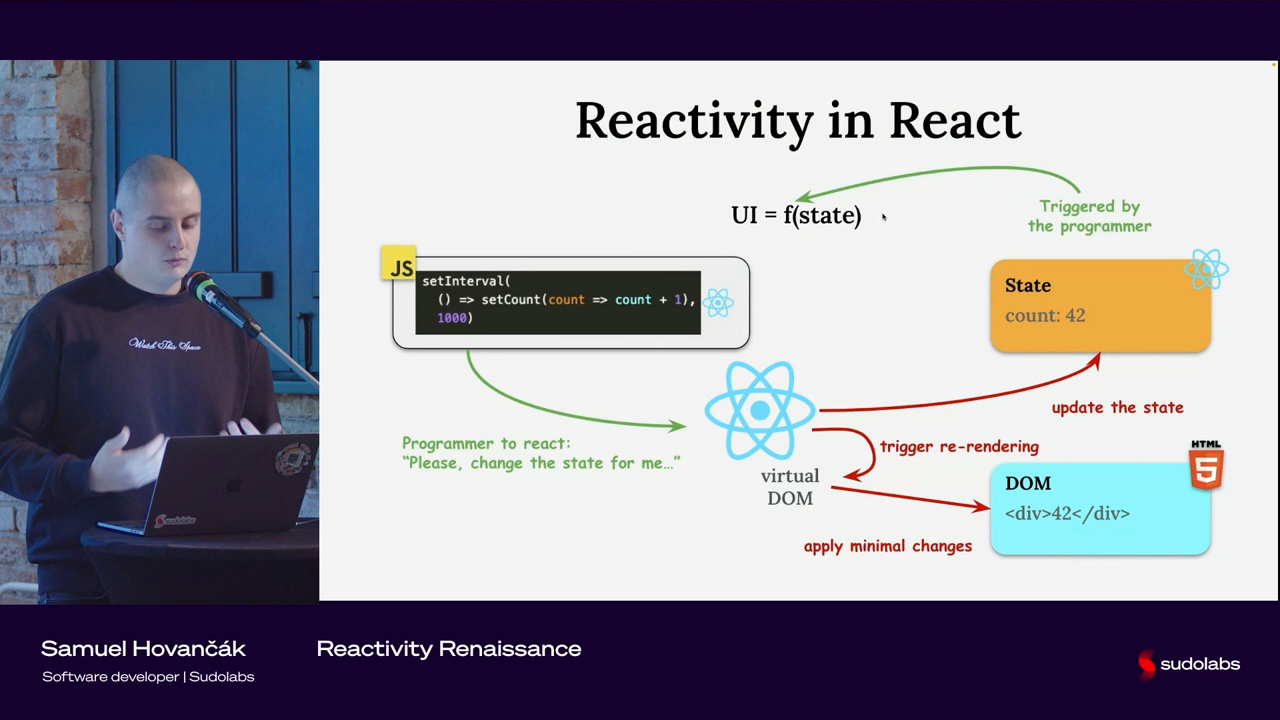 Reactivity in React
UI = f(state)
Triggered by
the programmer
JS
setInterval(
() => setCount(count => count + 1),
1000)
State
count: 42
update the state
Programmer to react:
“Please, change the state for me…”
trigger re-rendering
virtual
DOM
HTML
5
DOM
<div>42</div>
apply minimal changes
Watch This Space
sudolabs
Samuel Hovančák
Software developer | Sudolabs
Reactivity Renaissance
sudolabs